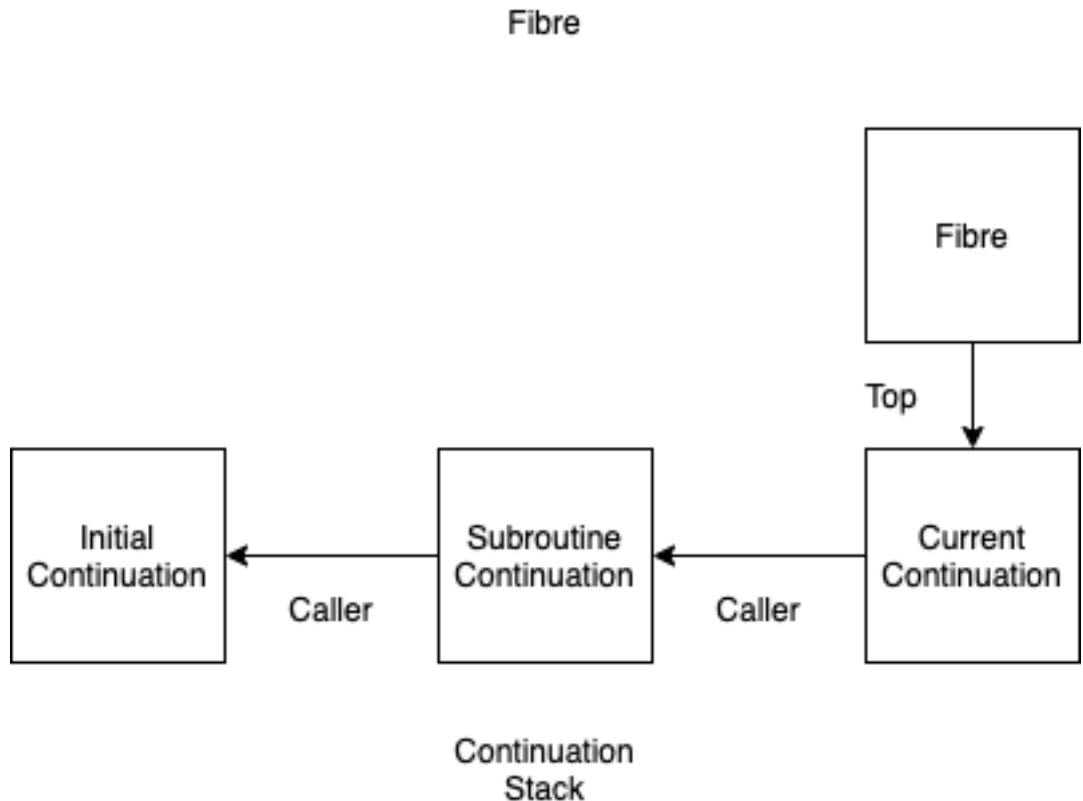 Fibre
Fibre
Top
Initial
Continuation
Subroutine
Continuation
Current
Continuation
Caller
Caller
Continuation
Stack